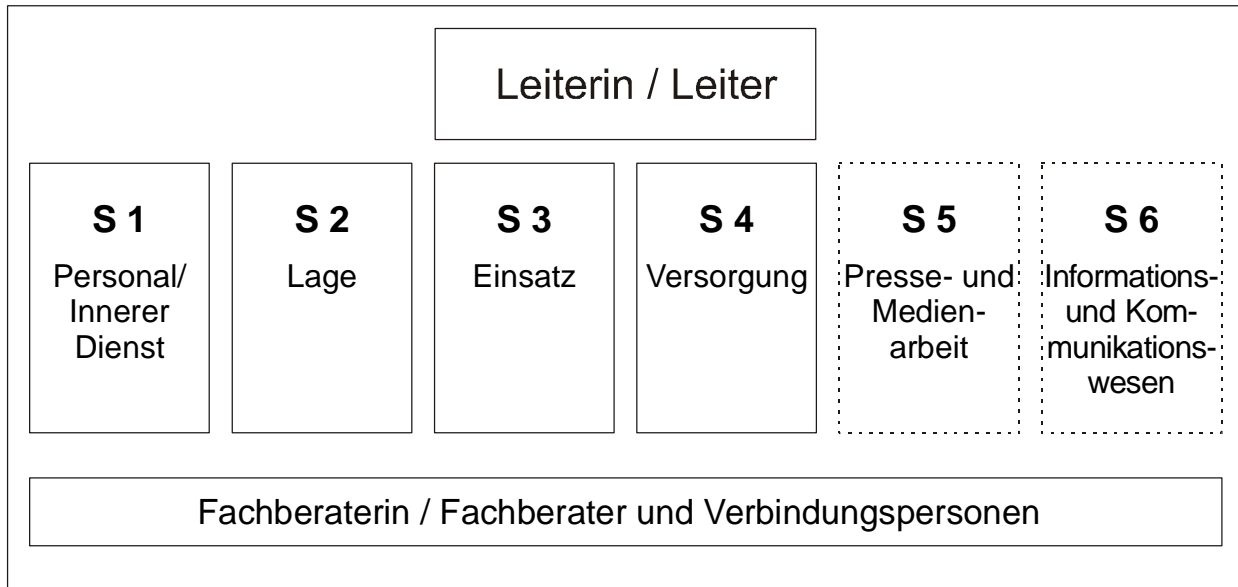 Leiterin / Leiter
S 1
Personal/
Innerer
Dienst
S 2
Lage
S 3
Einsatz
S 4
Versorgung
S 5
Presse- und
Medien-
arbeit
S 6
Informations-
und Kom-
munikations-
wesen
Fachberaterin / Fachberater und Verbindungspersonen